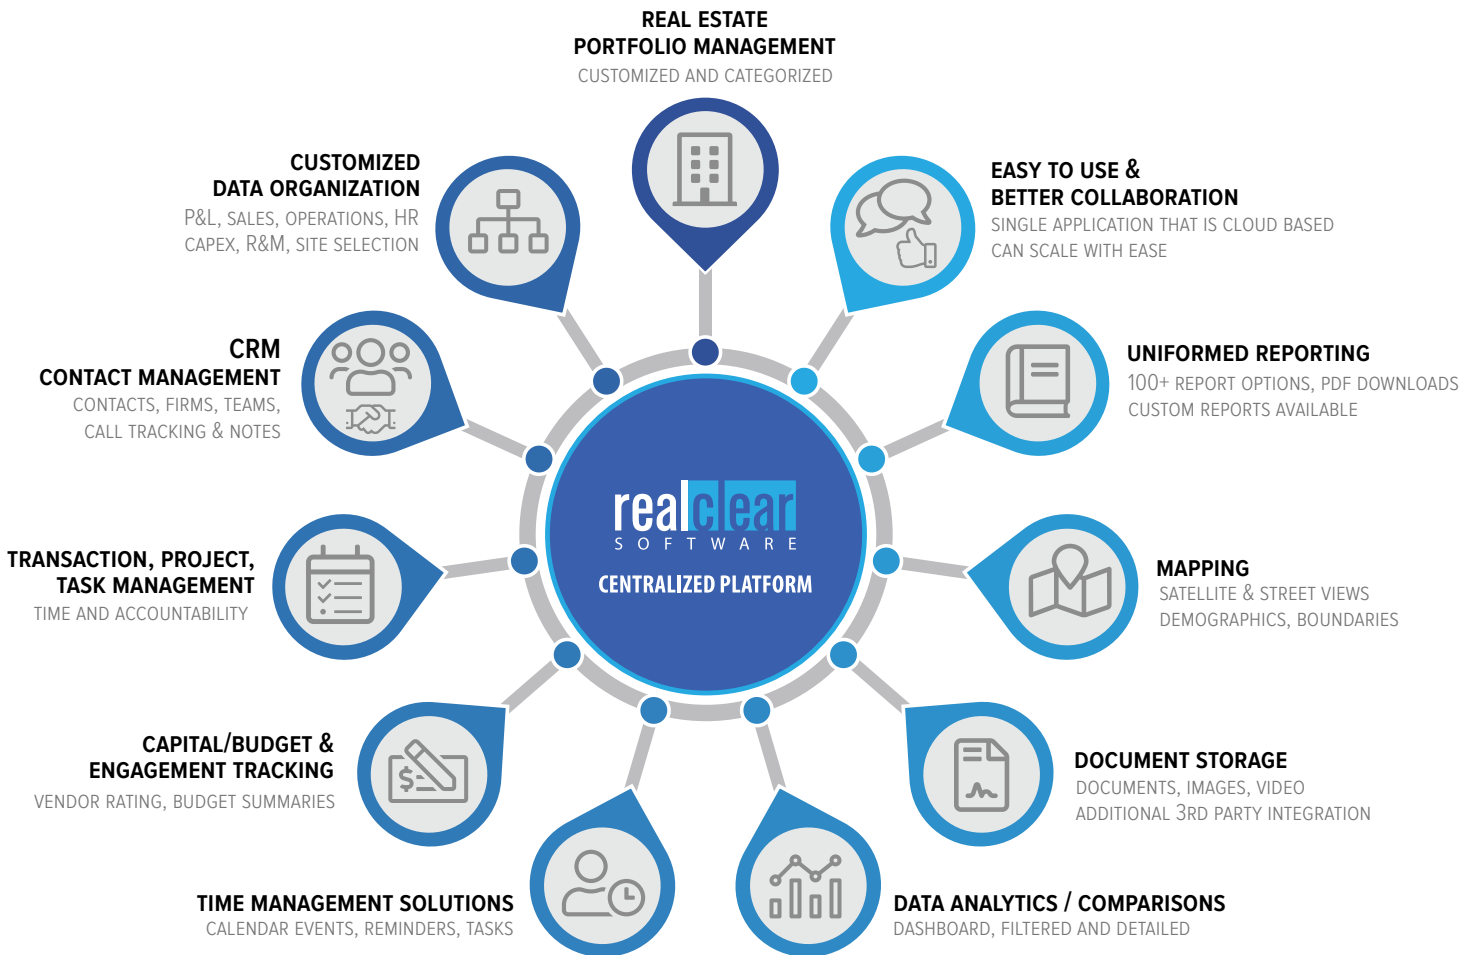 REAL ESTATE
PORTFOLIO MANAGEMENT
CUSTOMIZED AND CATEGORIZED
EASY TO USE &
BETTER COLLABORATION
SINGLE APPLICATION THAT IS CLOUD BASED
CAN SCALE WITH EASE
UNIFORMED REPORTING
100+ REPORT OPTIONS, PDF DOWNLOADS
CUSTOM REPORTS AVAILABLE
MAPPING
SATELLITE & STREET VIEWS
DEMOGRAPHICS, BOUNDARIES
DOCUMENT STORAGE
DOCUMENTS, IMAGES, VIDEO
ADDITIONAL 3RD PARTY INTEGRATION
DATA ANALYTICS / COMPARISONS
DASHBOARD, FILTERED AND DETAILED
TIME MANAGEMENT SOLUTIONS
CALENDAR EVENTS, REMINDERS, TASKS
CAPITAL/BUDGET &
ENGAGEMENT TRACKING
VENDOR RATING, BUDGET SUMMARIES
$
TRANSACTION, PROJECT,
TASK MANAGEMENT
TIME AND ACCOUNTABILITY
CRM
CONTACT MANAGEMENT
CONTACTS, FIRMS, TEAMS,
CALL TRACKING & NOTES
CUSTOMIZED
DATA ORGANIZATION
P&L, SALES, OPERATIONS, HR
CAPEX, R&M, SITE SELECTION
realclear
SOFTWARE
CENTRALIZED PLATFORM